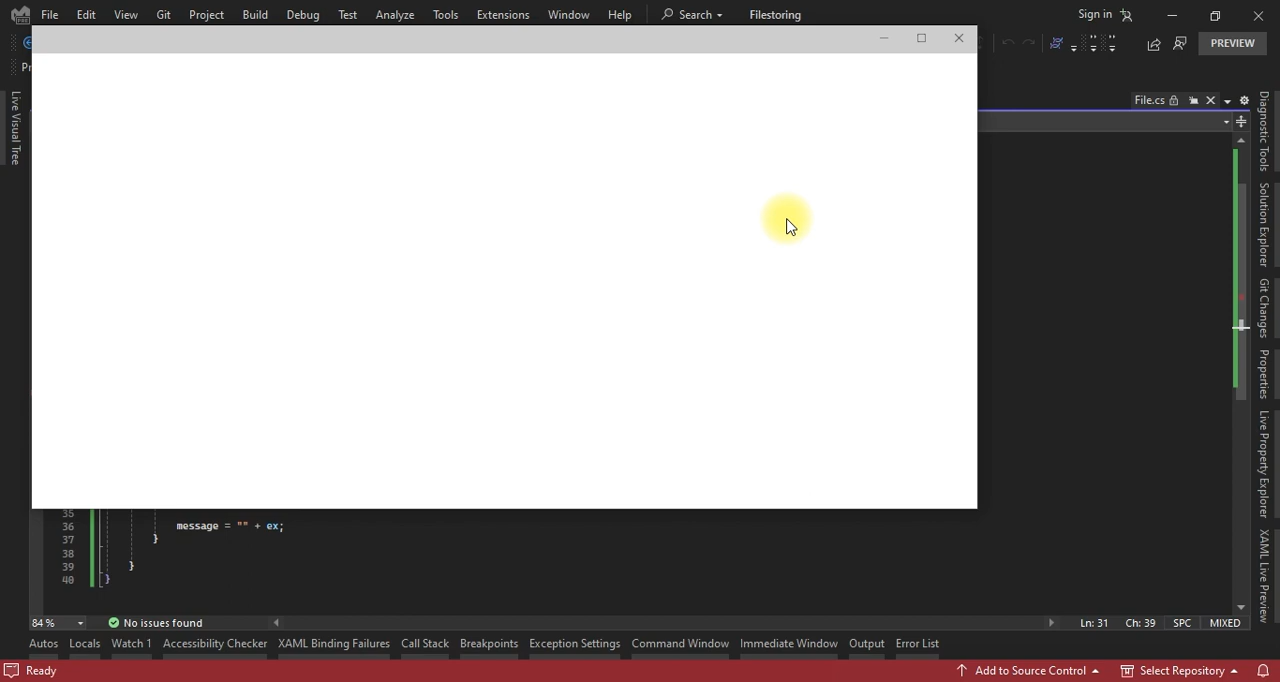 File Edit View Git Project Build Debug Test Analyze Tools Extensions Window Help Search Filestoring Sign in
PREVIEW
Pr
File.cs
Live Visual Tree
Diagnostic Tools
Solution Explorer
Git Changes
Properties
Live Property Explorer
XAML Live Preview
35
36 message = "" + ex;
37 }
38
39 }
40 }
84 % No issues found Ln: 31 Ch: 39 SPC MIXED
Autos Locals Watch 1 Accessibility Checker XAML Binding Failures Call Stack Breakpoints Exception Settings Command Window Immediate Window Output Error List
Ready Add to Source Control Select Repository